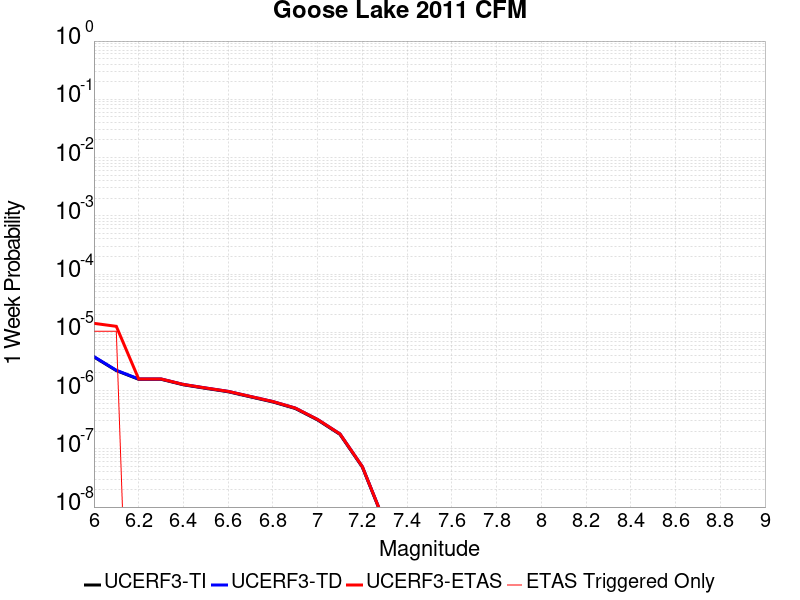 Goose Lake 2011 CFM
10 0
10 -1
10 -2
10 -3
10 -4
10 -5
10 -6
10 -7
10 -8
1 Week Probability
6 6.2 6.4 6.6 6.8 7 7.2 7.4 7.6 7.8 8 8.2 8.4 8.6 8.8 9
Magnitude
UCERF3-TI UCERF3-TD UCERF3-ETAS ETAS Triggered Only